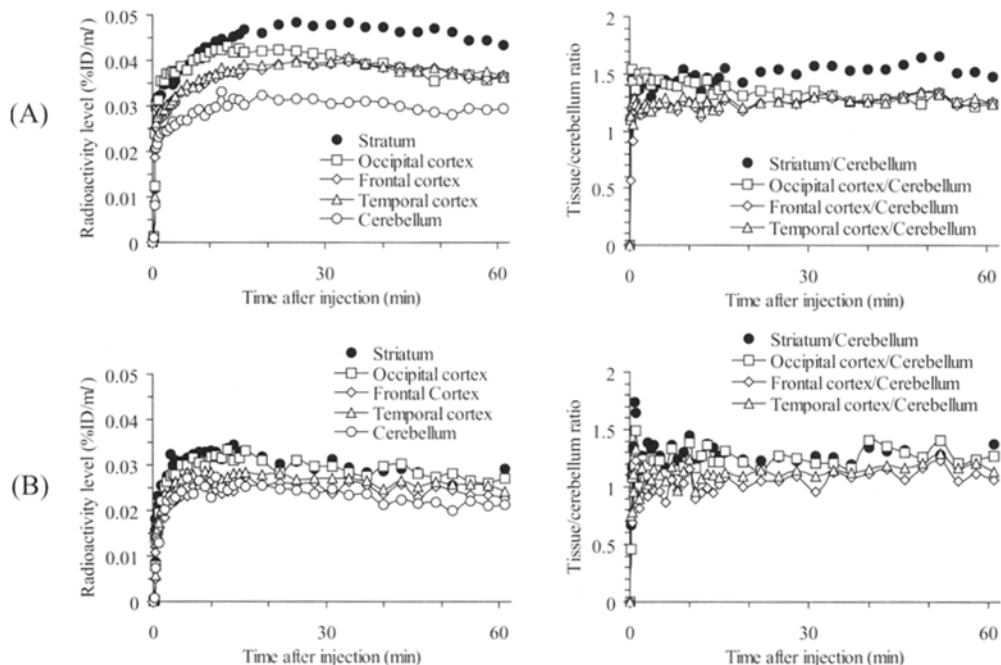 (A)
Radioactivity level (%ID/ml)
0.05
0.04
0.03
0.02
0.01
0
0
30
60
Time after injection (min)
Stratum
Occipital cortex
Frontal cortex
Temporal cortex
Cerebellum
Tissue/cerebellum ratio
2
1.5
1
0.5
0
0
30
60
Time after injection (min)
Striatum/Cerebellum
Occipital cortex/Cerebellum
Frontal cortex/Cerebellum
Temporal cortex/Cerebellum
(B)
Radioactivity level (%ID/ml)
0.05
0.04
0.03
0.02
0.01
0
0
30
60
Time after injection (min)
Striatum
Occipital cortex
Frontal Cortex
Temporal cortex
Cerebellum
Tissue/cerebellum ratio
2
1.5
1
0.5
0
0
30
60
Time after injection (min)
Striatum/Cerebellum
Occipital cortex/Cerebellum
Frontal cortex/Cerebellum
Temporal cortex/Cerebellum